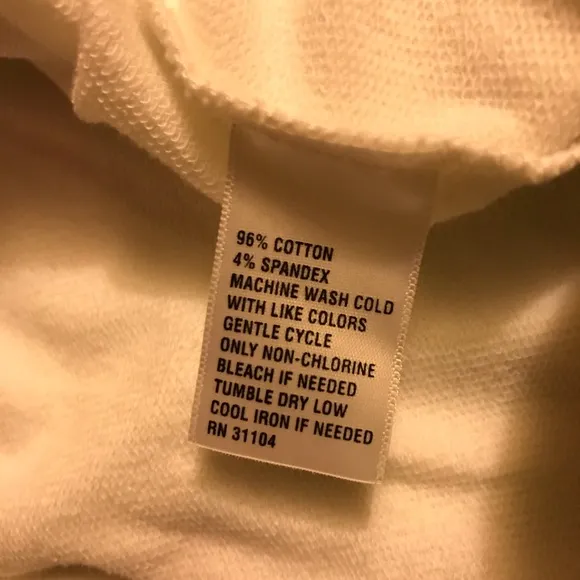 96% COTTON
4% SPANDEX
MACHINE WASH COLD
WITH LIKE COLORS
GENTLE CYCLE
ONLY NON-CHLORINE
BLEACH IF NEEDED
TUMBLE DRY LOW
COOL IRON IF NEEDED
RN 31104